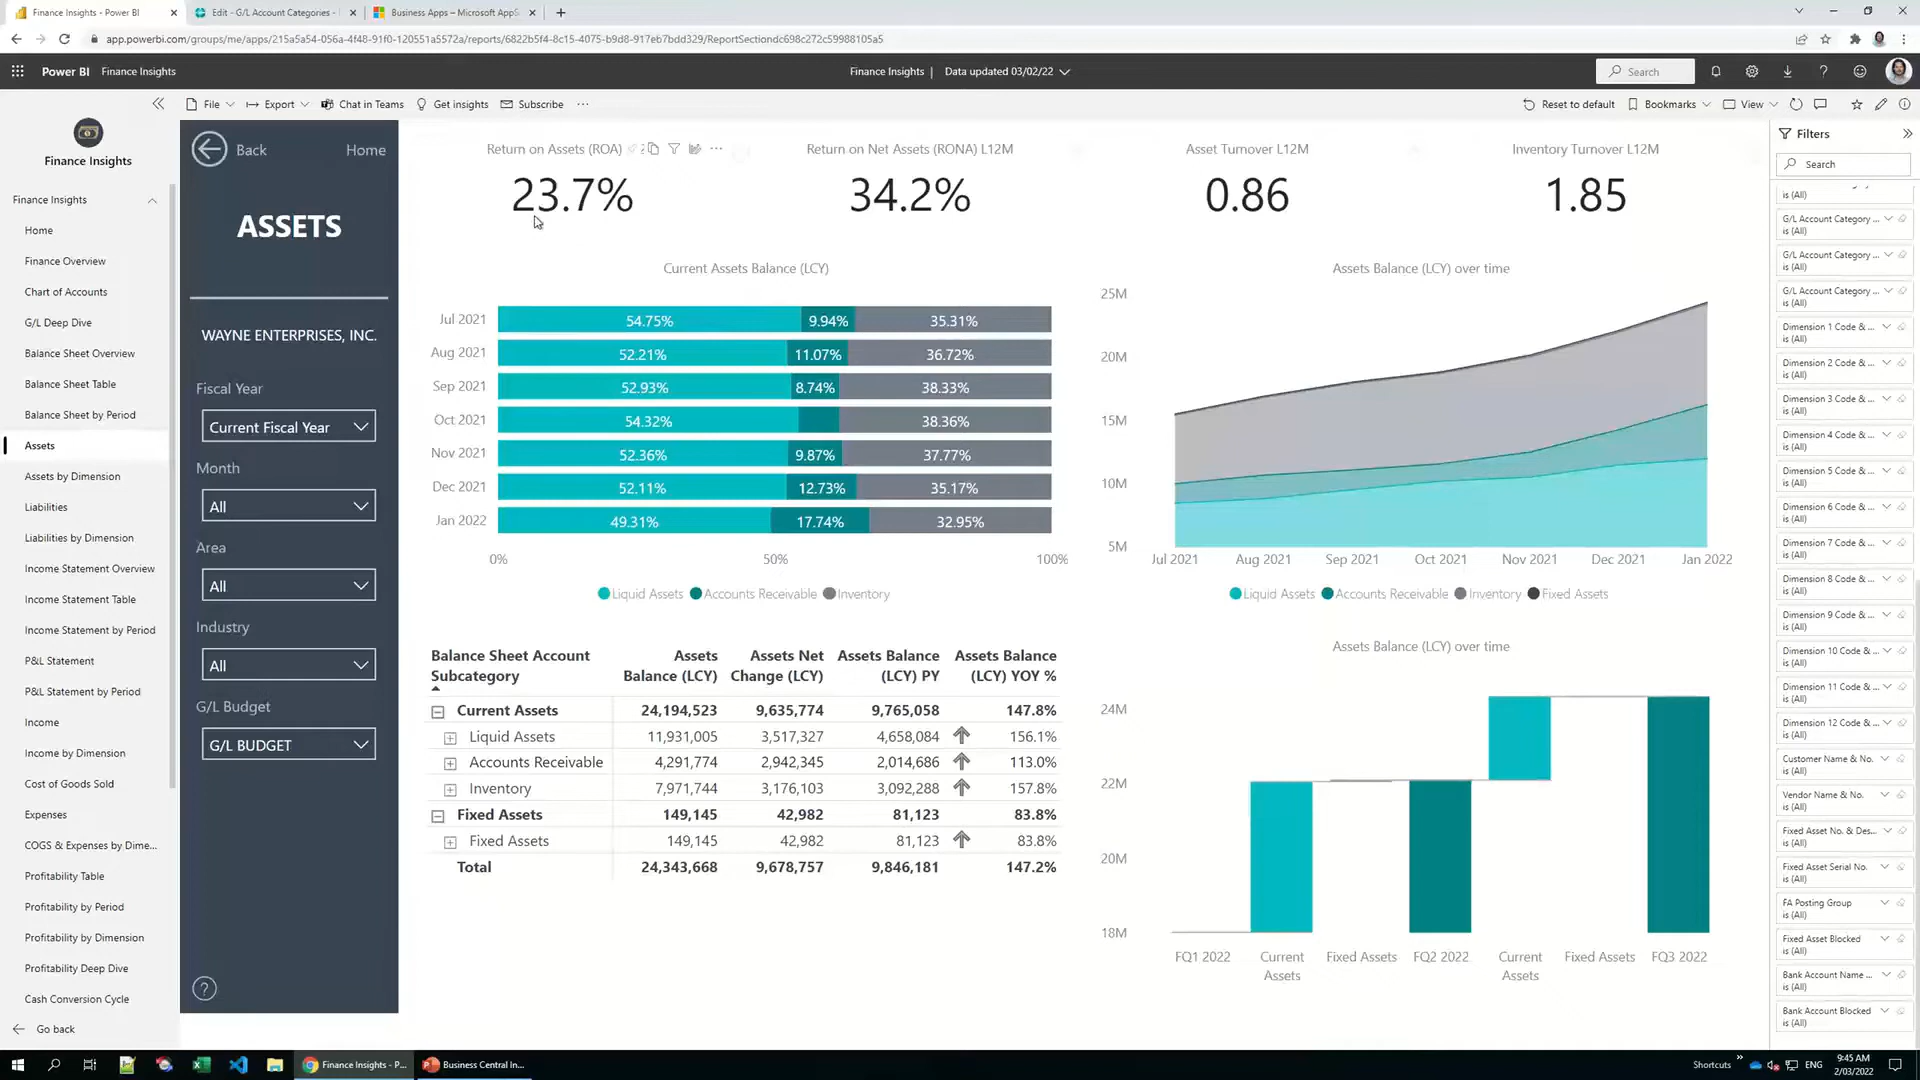 Finance Insights - Power BI
Edit - G/L Account Categories -
Business Apps – Microsoft AppS
app.powerbi.com/groups/me/apps/215a5a54-056a-4f48-91f0-120551a5572a/reports/6822b5f4-8c15-4075-b9d8-917eb7bdd329/ReportSectiondc698c272c59988105a5
Power BI Finance Insights
Finance Insights | Data updated 03/02/22
Search
File Export Chat in Teams Get insights Subscribe ...
Reset to default Bookmarks View
Finance Insights
Finance Insights
Home
Finance Overview
Chart of Accounts
G/L Deep Dive
Balance Sheet Overview
Balance Sheet Table
Balance Sheet by Period
Assets
Assets by Dimension
Liabilities
Liabilities by Dimension
Income Statement Overview
Income Statement Table
Income Statement by Period
P&L Statement
P&L Statement by Period
Income
Income by Dimension
Cost of Goods Sold
Expenses
COGS & Expenses by Dime...
Profitability Table
Profitability by Period
Profitability by Dimension
Profitability Deep Dive
Cash Conversion Cycle
Go back
Back Home
ASSETS
WAYNE ENTERPRISES, INC.
Fiscal Year
Current Fiscal Year
Month
All
Area
All
Industry
All
G/L Budget
G/L BUDGET
?
Return on Assets (ROA)
23.7%
Return on Net Assets (RONA) L12M
34.2%
Asset Turnover L12M
0.86
Inventory Turnover L12M
1.85
Current Assets Balance (LCY)
Jul 2021 54.75% 9.94% 35.31%
Aug 2021 52.21% 11.07% 36.72%
Sep 2021 52.93% 8.74% 38.33%
Oct 2021 54.32% 38.36%
Nov 2021 52.36% 9.87% 37.77%
Dec 2021 52.11% 12.73% 35.17%
Jan 2022 49.31% 17.74% 32.95%
0% 50% 100%
Liquid Assets Accounts Receivable Inventory
Assets Balance (LCY) over time
25M
20M
15M
10M
5M
Jul 2021 Aug 2021 Sep 2021 Oct 2021 Nov 2021 Dec 2021 Jan 2022
Liquid Assets Accounts Receivable Inventory Fixed Assets
Balance Sheet Account Assets Assets Net Assets Balance Assets Balance
Subcategory Balance (LCY) Change (LCY) (LCY) PY (LCY) YOY %
Current Assets 24,194,523 9,635,774 9,765,058 147.8%
Liquid Assets 11,931,005 3,517,327 4,658,084 156.1%
Accounts Receivable 4,291,774 2,942,345 2,014,686 113.0%
Inventory 7,971,744 3,176,103 3,092,288 157.8%
Fixed Assets 149,145 42,982 81,123 83.8%
Fixed Assets 149,145 42,982 81,123 83.8%
Total 24,343,668 9,678,757 9,846,181 147.2%
Assets Balance (LCY) over time
24M
22M
20M
18M
FQ1 2022 Current Fixed Assets FQ2 2022 Current Fixed Assets FQ3 2022
Assets Assets
Filters
Search
is (All)
G/L Account Category ...
is (All)
G/L Account Category ...
is (All)
G/L Account Category ...
is (All)
Dimension 1 Code & ...
is (All)
Dimension 2 Code & ...
is (All)
Dimension 3 Code & ...
is (All)
Dimension 4 Code & ...
is (All)
Dimension 5 Code & ...
is (All)
Dimension 6 Code & ...
is (All)
Dimension 7 Code & ...
is (All)
Dimension 8 Code & ...
is (All)
Dimension 9 Code & ...
is (All)
Dimension 10 Code & ...
is (All)
Dimension 11 Code & ...
is (All)
Dimension 12 Code & ...
is (All)
Customer Name & No.
is (All)
Vendor Name & No.
is (All)
Fixed Asset No. & Des...
is (All)
Fixed Asset Serial No.
is (All)
FA Posting Group
is (All)
Fixed Asset Blocked
is (All)
Bank Account Name ...
is (All)
Bank Account Blocked
is (All)
Finance Insights - P...
Business Central In...
Shortcuts
ENG
9:45 AM
2/03/2022